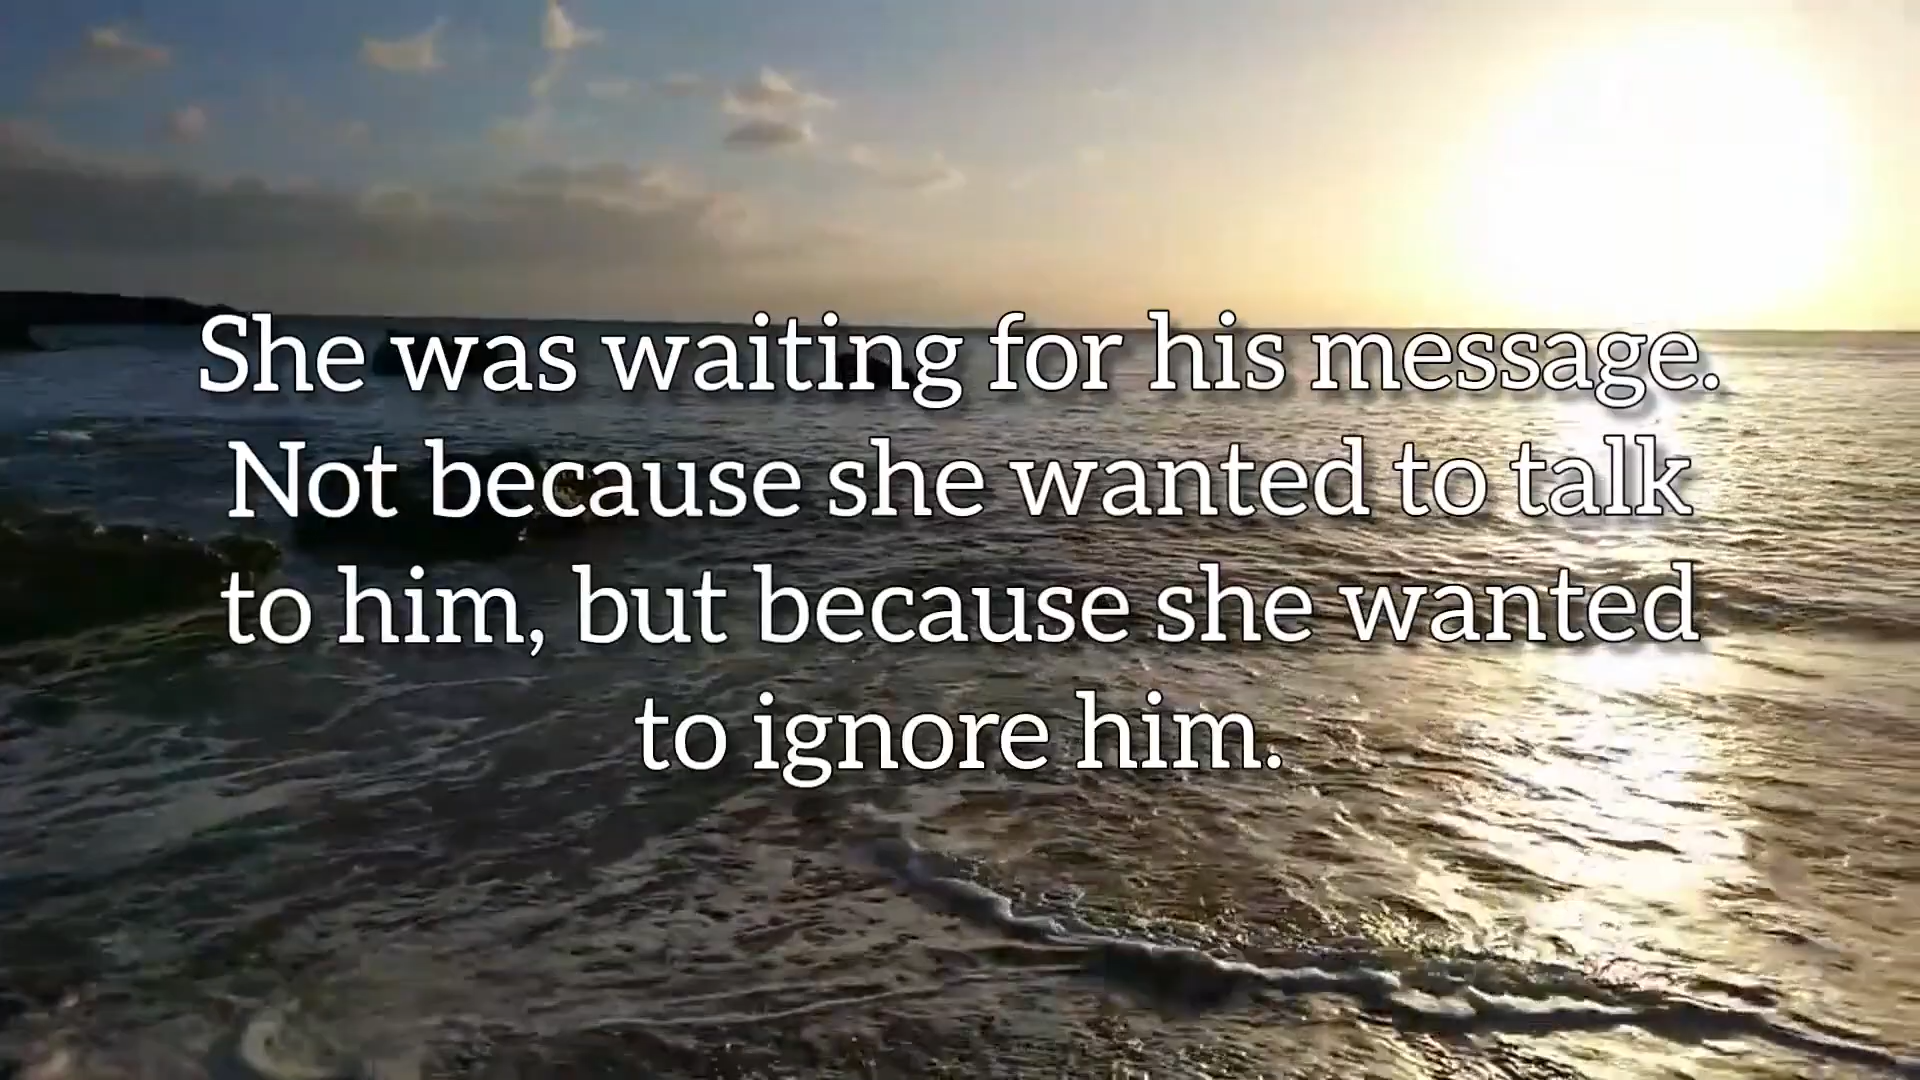 She was waiting for his message.
Not because she wanted to talk
to him, but because she wanted
to ignore him.